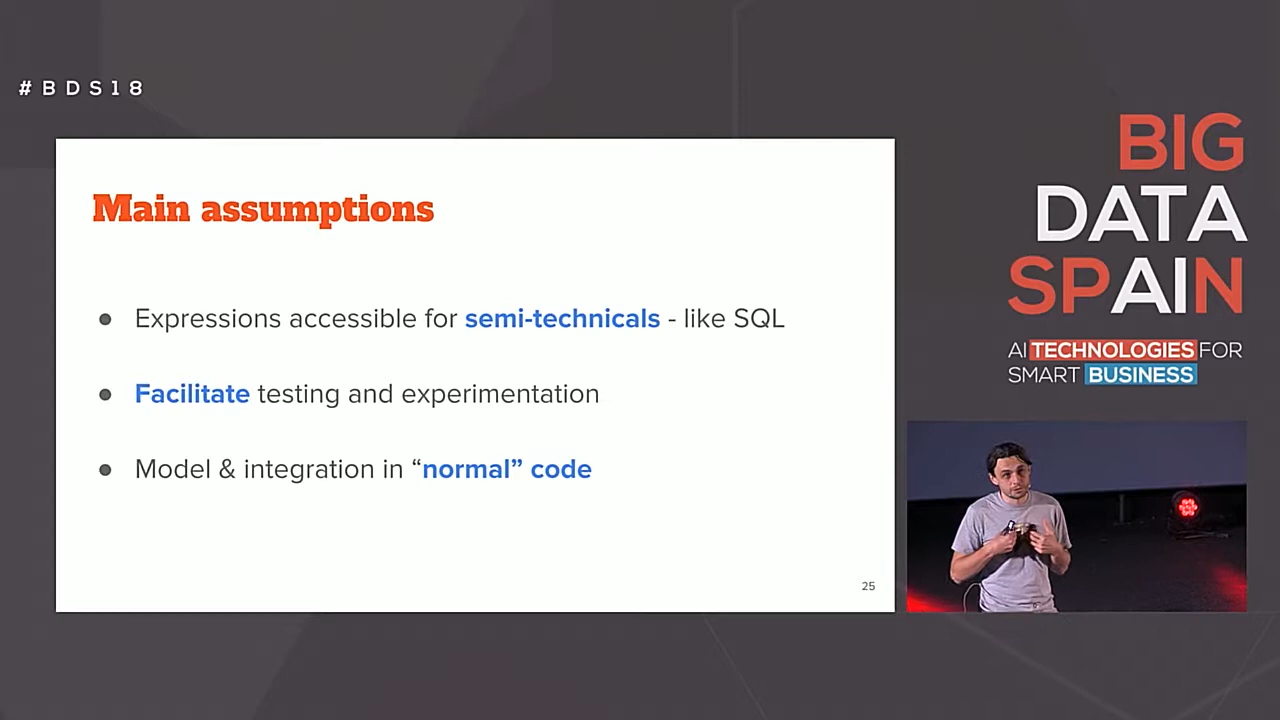 #BDS18
Main assumptions
● Expressions accessible for semi-technicals - like SQL
● Facilitate testing and experimentation
● Model & integration in “normal” code
25
BIG
DATA
SPAIN
AI TECHNOLOGIES FOR
SMART BUSINESS